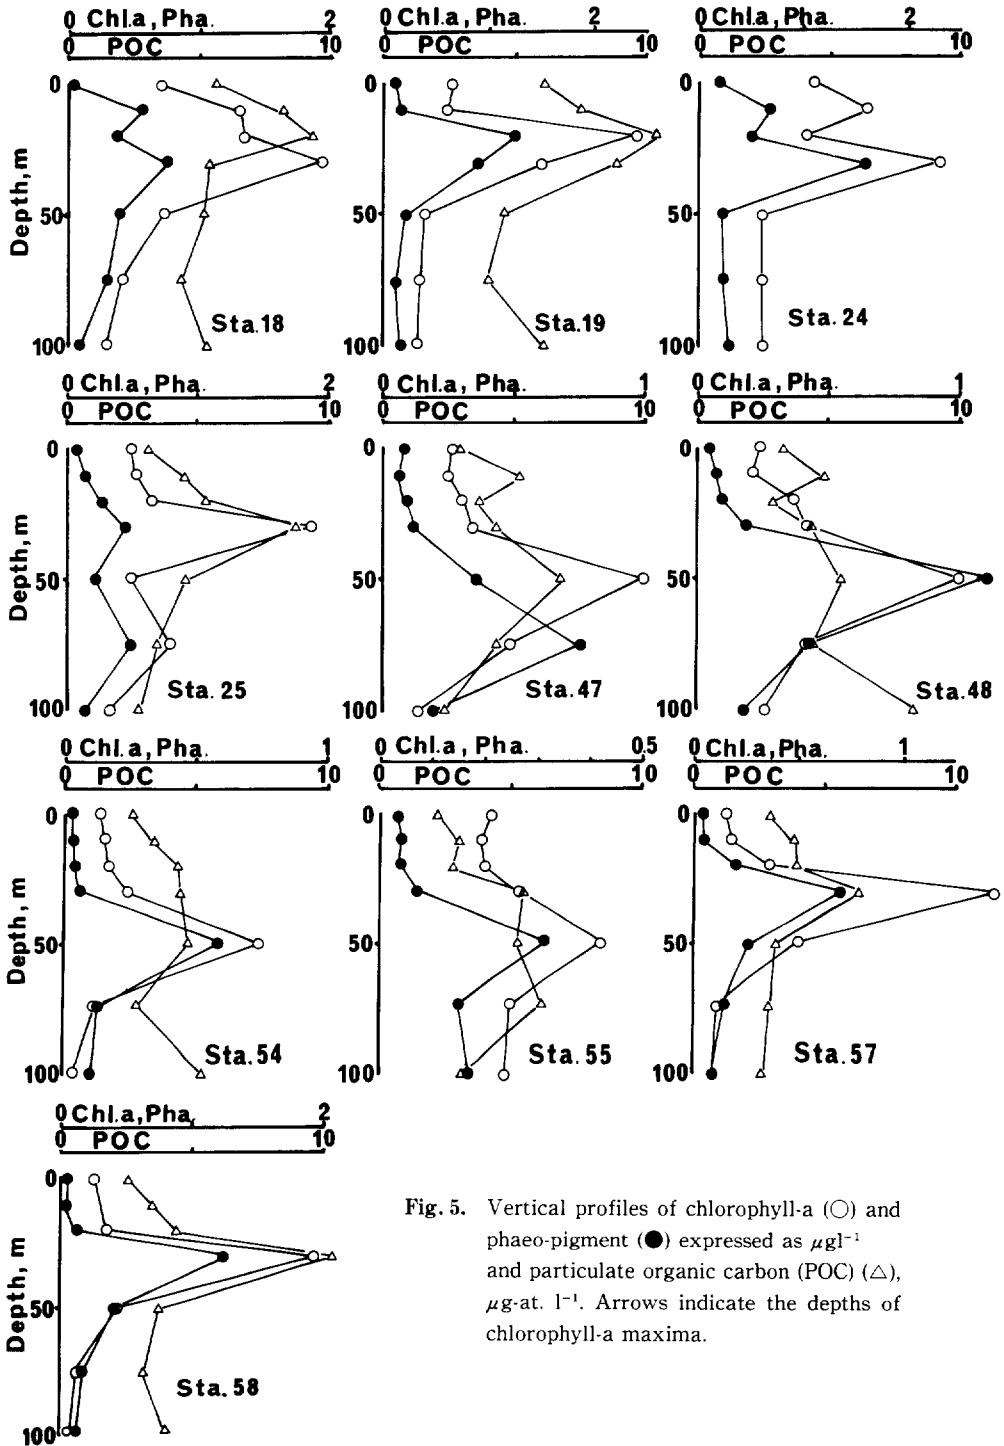 0 Chl.a, Pha. 2
0 POC 10
0
Depth, m
50
100
Sta.18
0 Chl.a, Pha. 2
0 POC 10
0
50
100
Sta.19
0 Chl.a, Pha. 2
0 POC 10
0
50
100
Sta.24
0 Chl.a, Pha. 2
0 POC 10
0
Depth, m
50
100
Sta.25
0 Chl.a, Pha. 1
0 POC 10
0
50
100
Sta.47
0 Chl.a, Pha. 1
0 POC 10
0
50
100
Sta.48
0 Chl.a, Pha. 1
0 POC 10
0
Depth, m
50
100
Sta.54
0 Chl.a, Pha. 0.5
0 POC 10
0
50
100
Sta.55
0 Chl.a, Pha. 1
0 POC 10
0
50
100
Sta.57
0 Chl.a, Pha. 2
0 POC 10
0
Depth, m
50
100
Sta.58
Fig. 5. Vertical profiles of chlorophyll-a (○) and
phaeo-pigment (●) expressed as μgl⁻¹
and particulate organic carbon (POC) (△),
μg-at. l⁻¹. Arrows indicate the depths of
chlorophyll-a maxima.